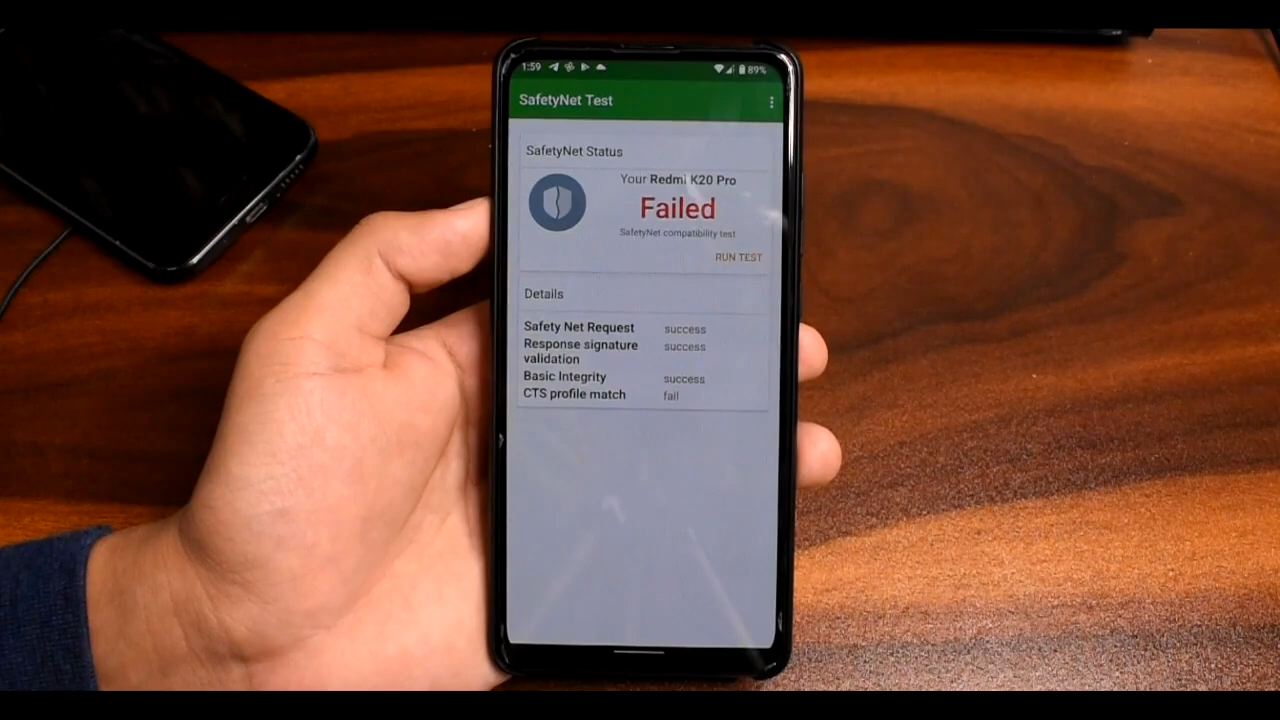 1:59
89%
SafetyNet Test
SafetyNet Status
Your Redmi K20 Pro
Failed
SafetyNet compatibility test
RUN TEST
Details
Safety Net Request success
Response signature validation success
Basic Integrity success
CTS profile match fail